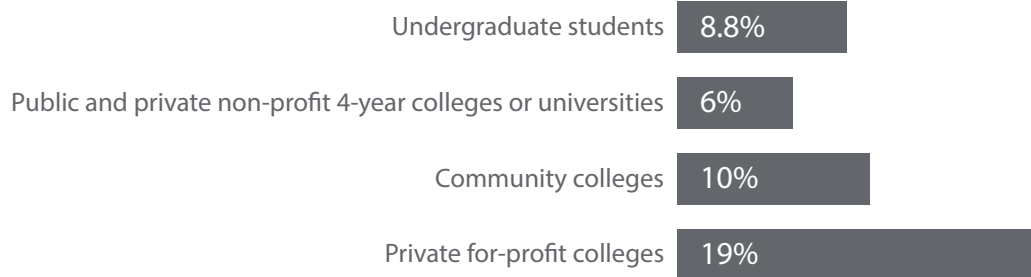 Undergraduate students 8.8%
Public and private non-profit 4-year colleges or universities 6%
Community colleges 10%
Private for-profit colleges 19%